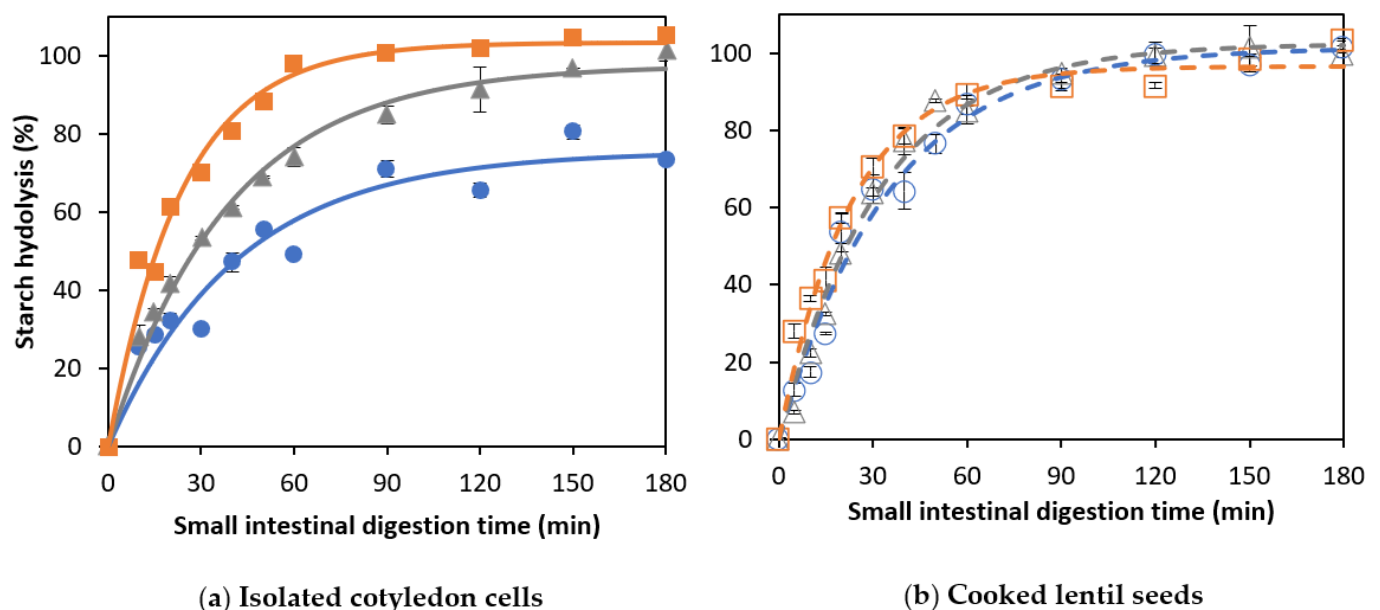 Starch hydolysis (%)
100
80
60
40
20
0
0 30 60 90 120 150 180
Small intestinal digestion time (min)
(a) Isolated cotyledon cells
100
80
60
40
20
0
0 30 60 90 120 150 180
Small intestinal digestion time (min)
(b) Cooked lentil seeds